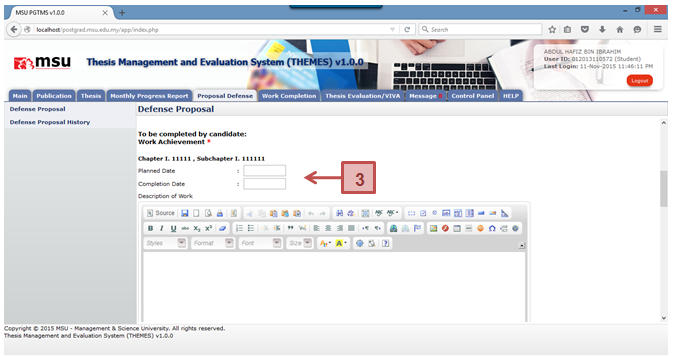 MSU PGTMS v1.0.0
localhost/postgrad.msu.edu.my/app/index.php
Search
msu
Thesis Management and Evaluation System (THEMES) v1.0.0
ABDUL HAFIZ BIN IBRAHIM
User ID: 012013110572 (Student)
Last Login: 11-Nov-2015 11:46:11 PM
Logout
Main Publication Thesis Monthly Progress Report Proposal Defense Work Completion Thesis Evaluation/VIVA Message Control Panel HELP
Defense Proposal
Defense Proposal History
Defense Proposal
To be completed by candidate:
Work Achievement *
Chapter I. 11111 , Subchapter I. 111111
Planned Date :
Completion Date :
3
Description of Work
Source
B I U abc X₂ X²
Styles Format Font Size
Copyright © 2015 MSU - Management & Science University. All rights reserved.
Thesis Management and Evaluation System (THEMES) v1.0.0